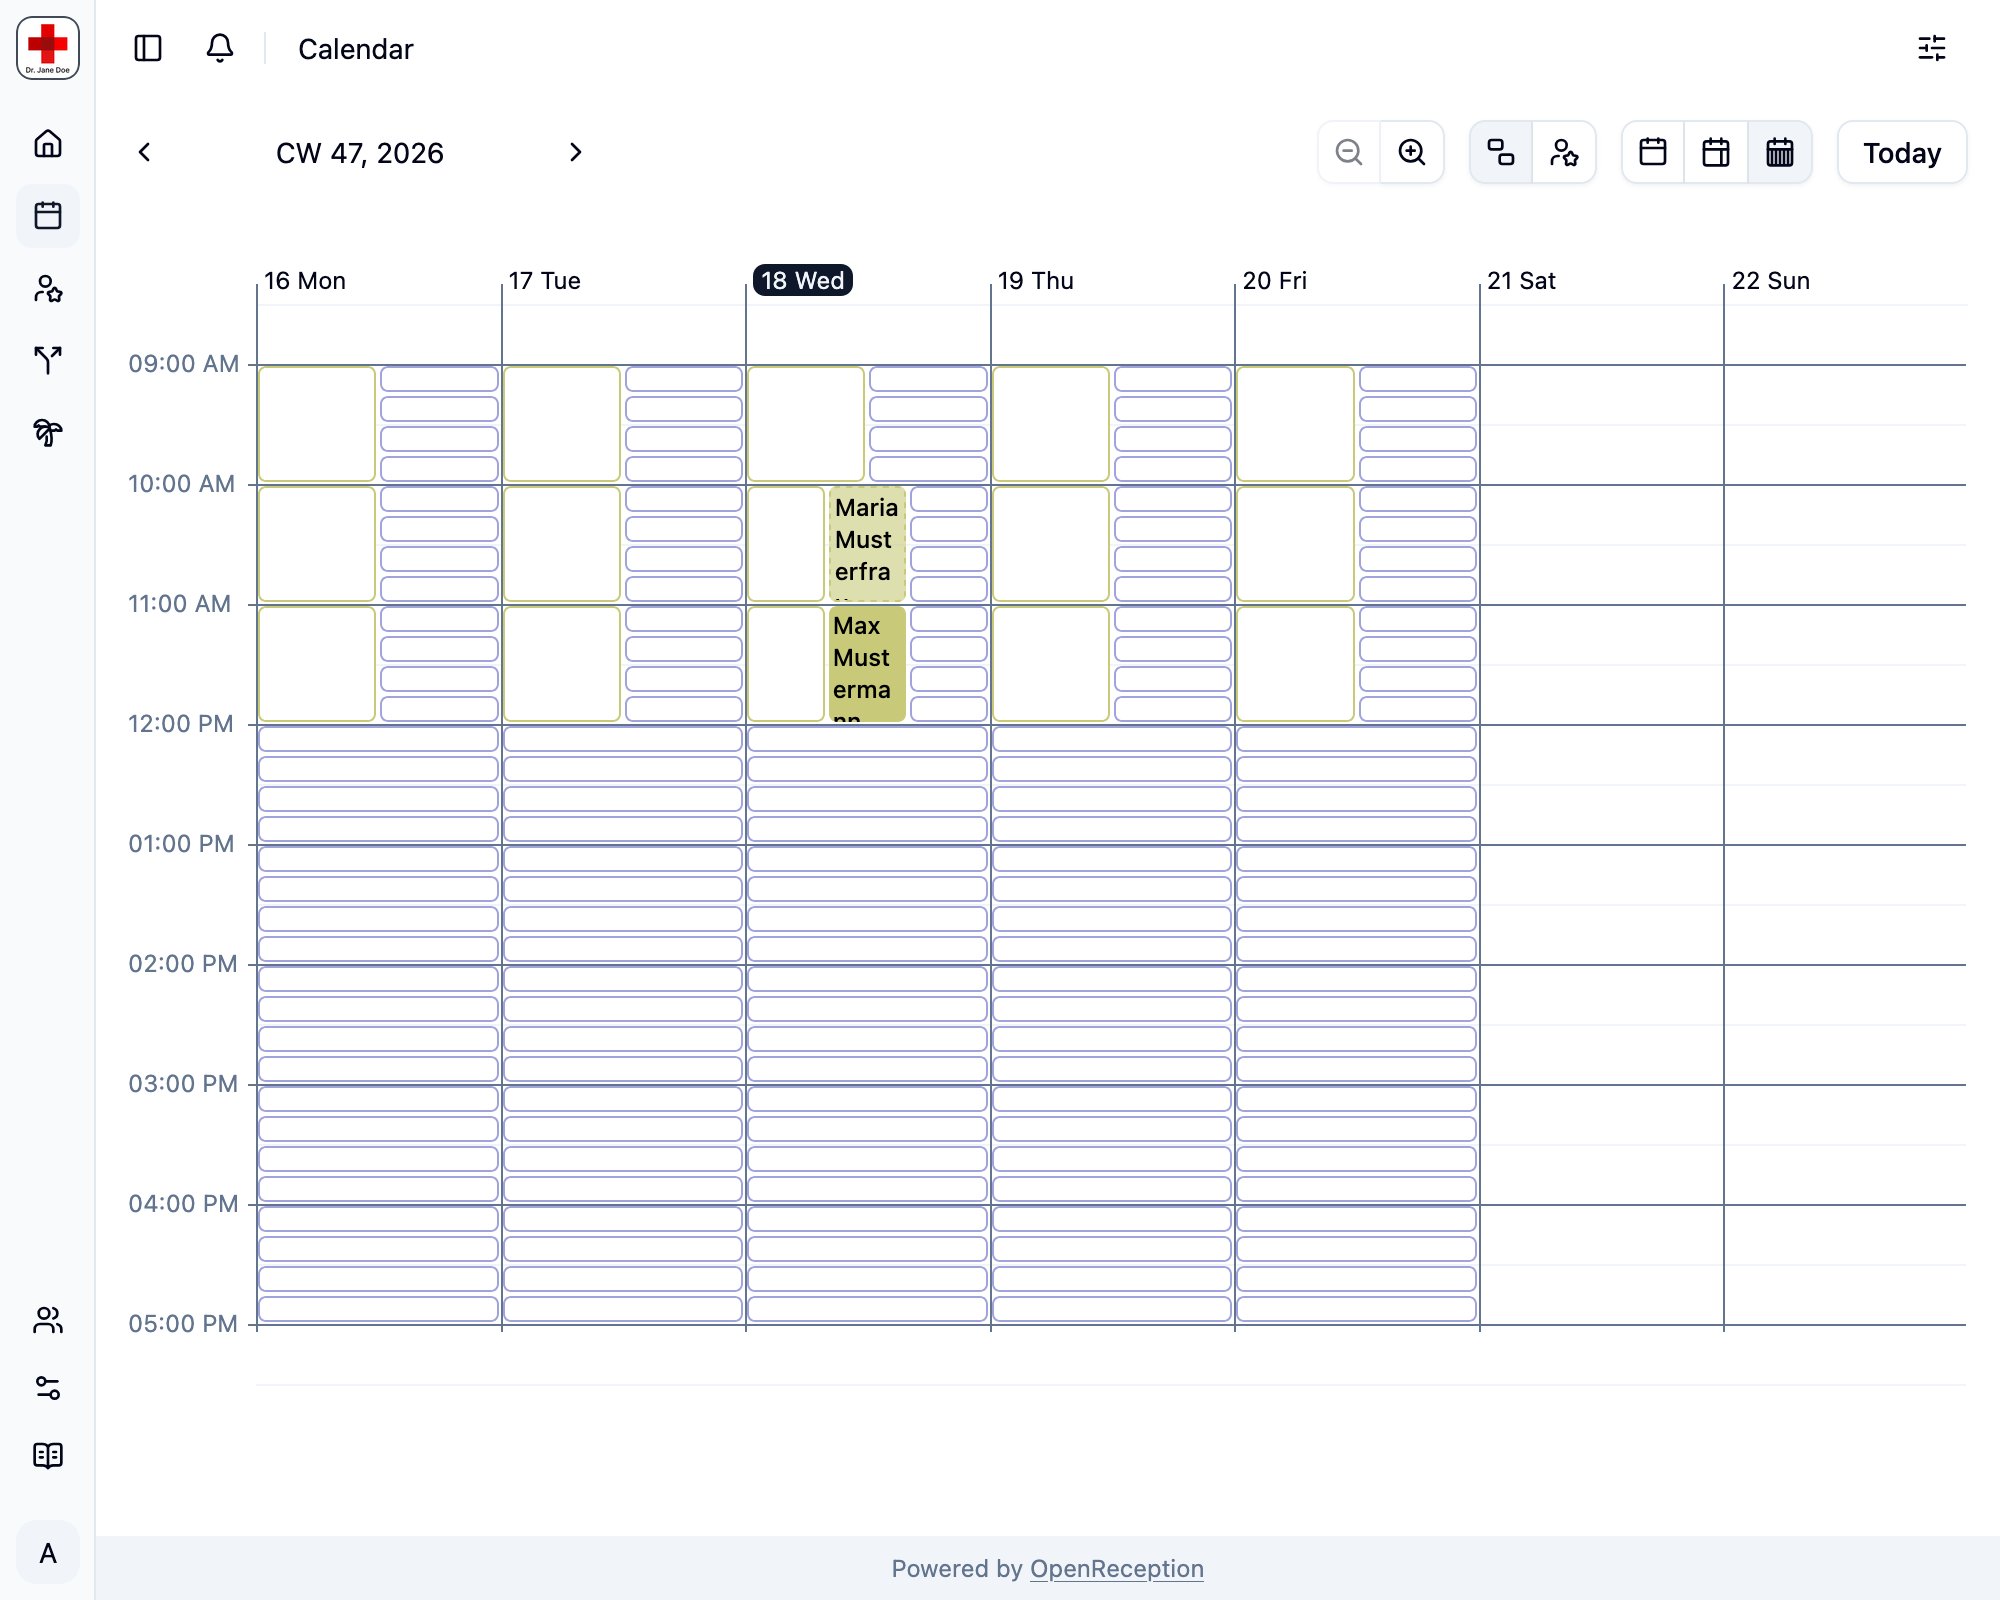 Dr. Jane Doe
Calendar
CW 47, 2026
Today
16 Mon
17 Tue
18 Wed
19 Thu
20 Fri
21 Sat
22 Sun
09:00 AM
10:00 AM
Maria
Must
erfra
11:00 AM
Max
Must
erma
nn
12:00 PM
01:00 PM
02:00 PM
03:00 PM
04:00 PM
05:00 PM
A
Powered by OpenReception